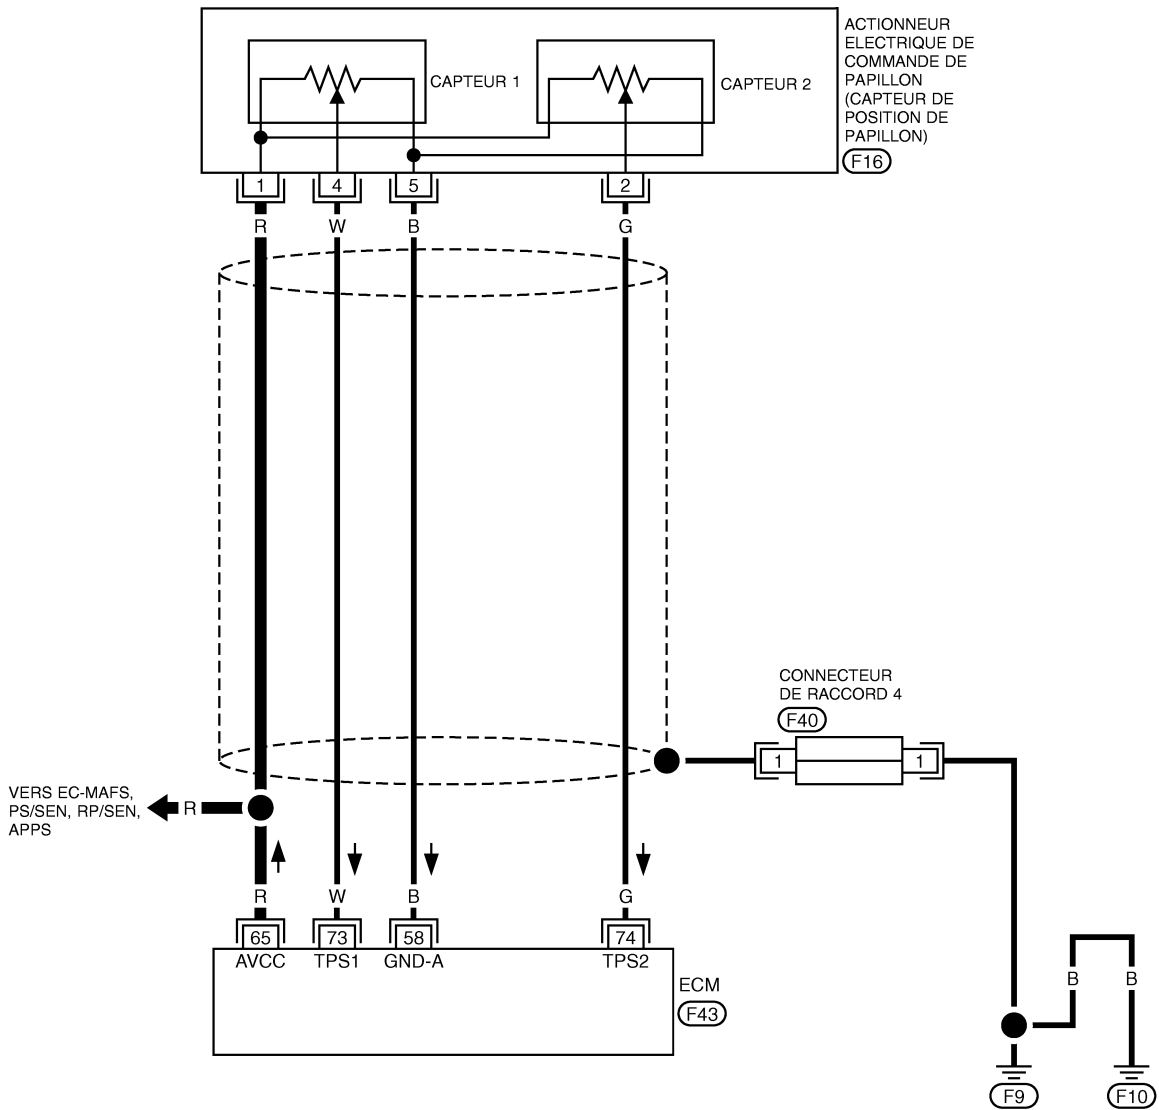 ACTIONNEUR
ELECTRIQUE DE
COMMANDE DE
PAPILLON
(CAPTEUR DE
POSITION DE
PAPILLON)
F16
CAPTEUR 1
CAPTEUR 2
1 4 5 2
R W B G
CONNECTEUR
DE RACCORD 4
F40
1 1
VERS EC-MAFS,
PS/SEN, RP/SEN,
APPS
R
R W B G
65 73 58 74
AVCC TPS1 GND-A TPS2
ECM
F43
B B
F9 F10